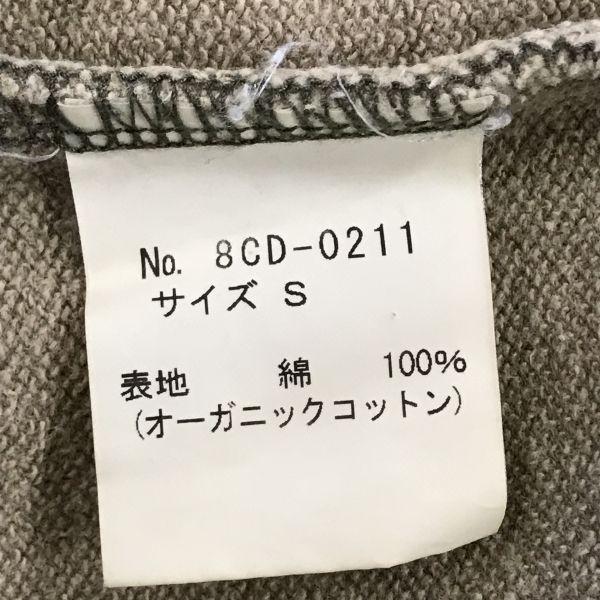 No. 8CD-0211
サイズ S
表地 綿 100%
(オーガニックコットン)